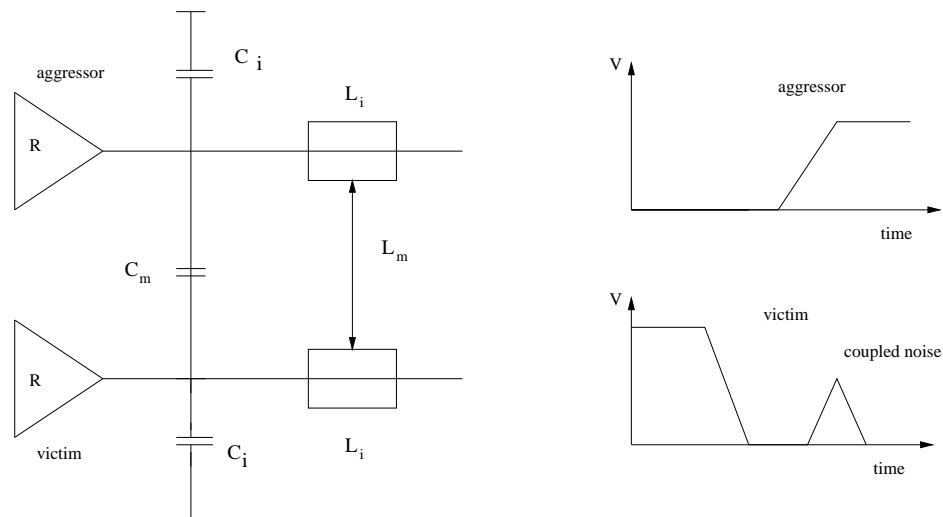 C i
aggressor
L i
R
C m
L m
R
victim
C i
L i
V
aggressor
time
V
victim
coupled noise
time